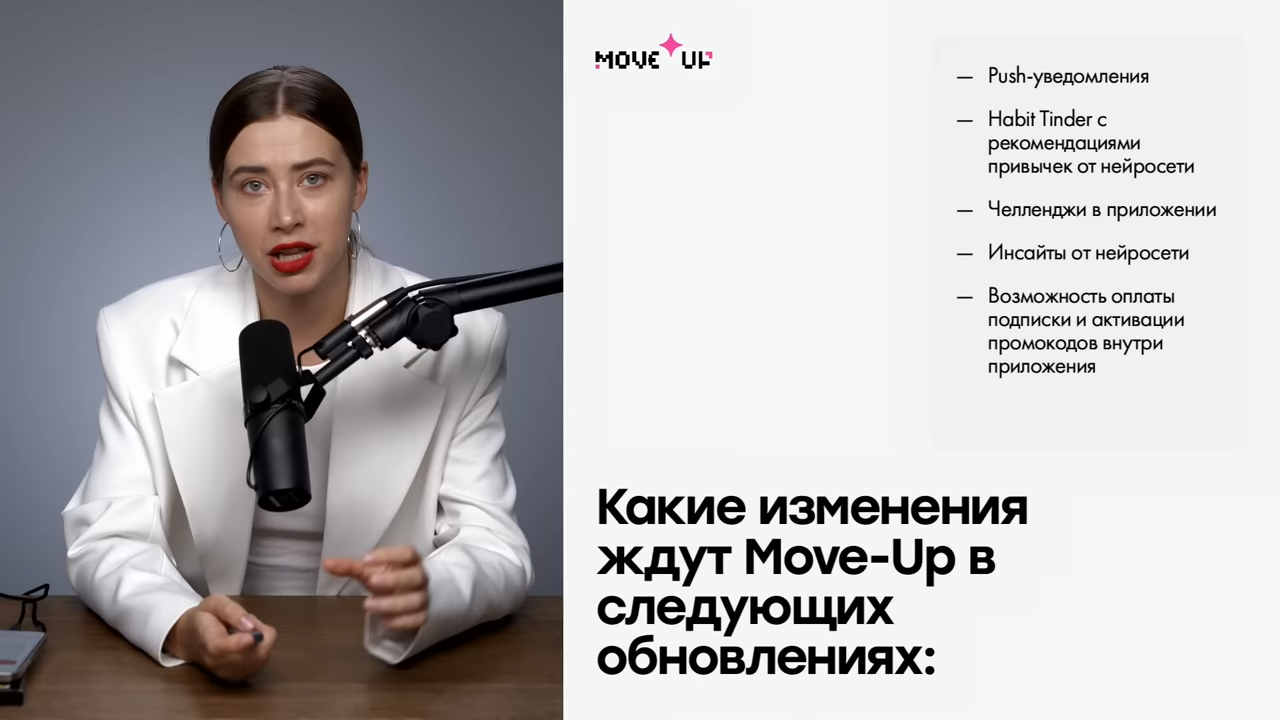 MOVE UP
— Push-уведомления
— Habit Tinder с
рекомендациями
привычек от нейросети
— Челленджи в приложении
— Инсайты от нейросети
— Возможность оплаты
подписки и активации
промокодов внутри
приложения
Какие изменения
ждут Move-Up в
следующих
обновлениях: